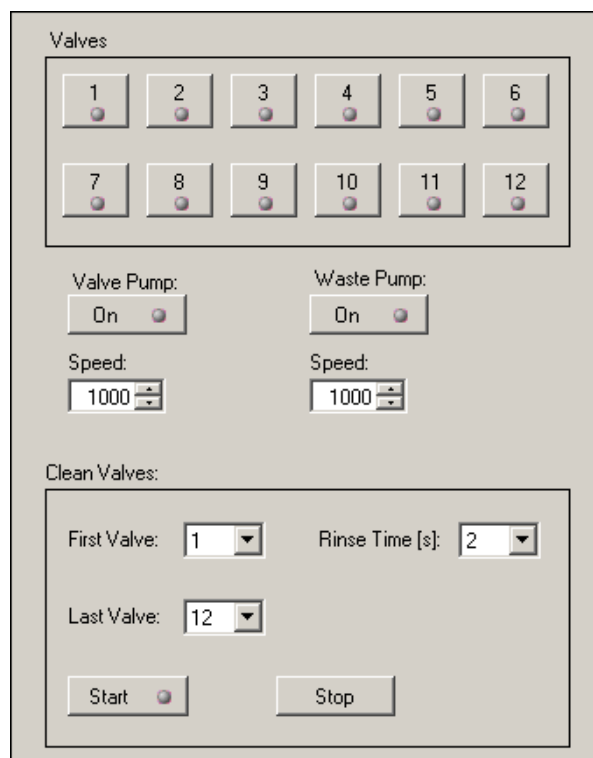 Valves
1 2 3 4 5 6
7 8 9 10 11 12
Valve Pump: Waste Pump:
On On
Speed: Speed:
1000 1000
Clean Valves:
First Valve: 1 Rinse Time [s]: 2
Last Valve: 12
Start Stop